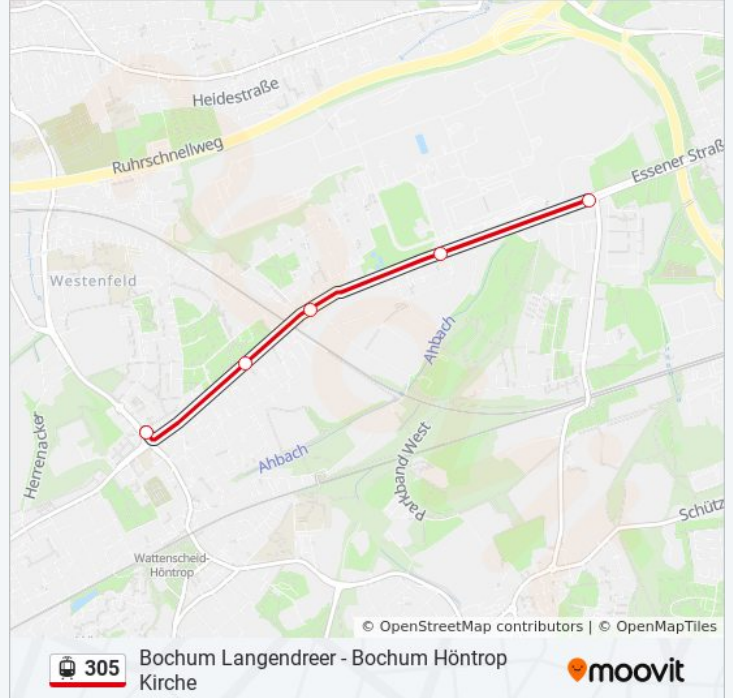 Heidestraße
Ruhrschnellweg
Essener Straß
Westenfeld
Ahbach
Herrenacker
Ahbach
Parkband West
Schütz
Wattenscheid-
Höntrop
© OpenStreetMap contributors | © OpenMapTiles
305
Bocham Langendreer - Bochum Höntrop
Kirche
moovit